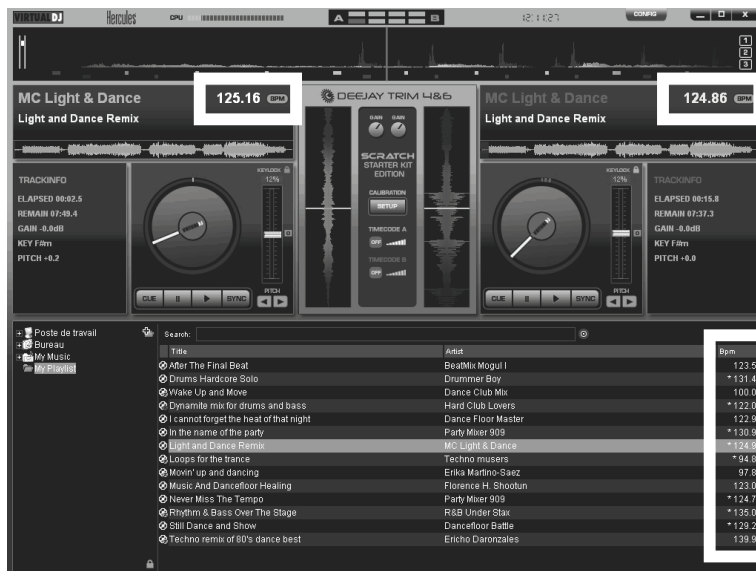 VIRTUALDJ Hercules CPU A B 12:11:27 CONFIG
1
2
3
MC Light & Dance 125.16 BPM
Light and Dance Remix
DEEJAY TRIM 4&6
MC Light & Dance 124.86 BPM
Light and Dance Remix
GAIN GAIN
SCRATCH
STARTER KIT
EDITION
CALIBRATION
SETUP
TIMECODE A
OFF
TIMECODE B
OFF
TRACKINFO
ELAPSED 00:02.5
REMAIN 07:49.4
GAIN -0.0dB
KEY F#m
PITCH +0.2
KEYLOCK
12%
PITCH
CUE SYNC
KEYLOCK
12%
PITCH
CUE SYNC
TRACKINFO
ELAPSED 00:15.8
REMAIN 07:37.3
GAIN -0.0dB
KEY F#m
PITCH +0.0
Poste de travail
Bureau
My Music
My Playlist
Search:
Title Artist Bpm
After The Final Beat BeatMix Mogul I 123.5
Drums Hardcore Solo Drummer Boy *131.4
Wake Up and Move Dance Club Mix 100.0
Dynamite mix for drums and bass Hard Club Lovers *122.0
I cannot forget the heat of that night Dance Floor Master 122.9
In the name of the party Party Mixer 909 *130.9
Light and Dance Remix MC Light & Dance *124.9
Loops for the trance Techno musers *94.8
Movin' up and dancing Erika Martino-Saez 97.8
Music And Dancefloor Healing Florence H. Shootun 123.0
Never Miss The Tempo Party Mixer 909 *124.7
Rhythm & Bass Over The Stage R&B Under Stax *135.0
Still Dance and Show Dancefloor Battle *129.2
Techno remix of 80's dance best Ericho Daronzales 139.9